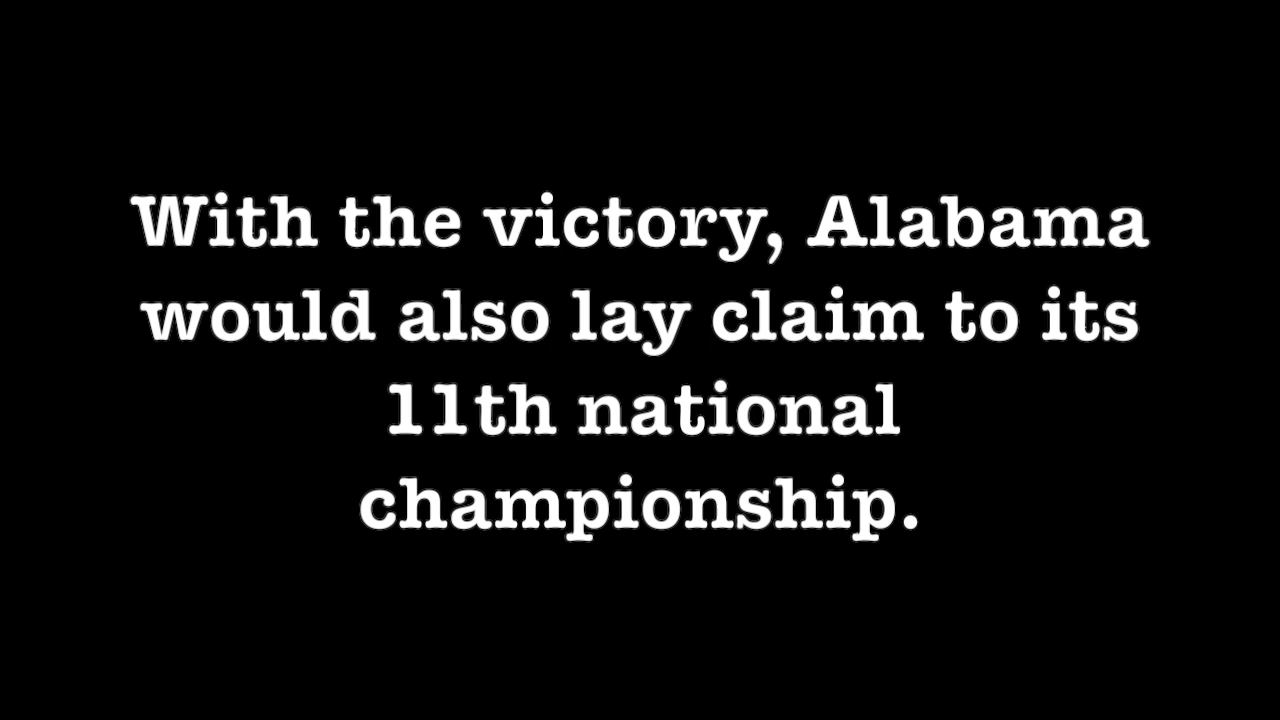 With the victory, Alabama
would also lay claim to its
11th national
championship.